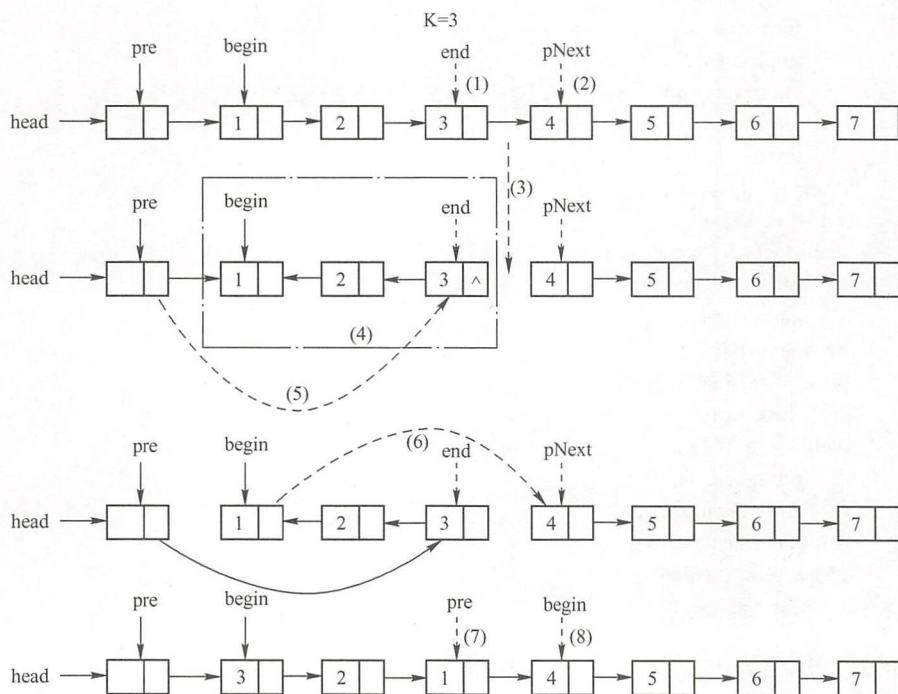 K=3
pre begin end (1) pNext (2)
head 1 2 3 4 5 6 7
(3)
pre begin end pNext
head 1 2 3 ^ 4 5 6 7
(4)
(5)
(6)
pre begin end pNext
head 1 2 3 4 5 6 7
pre begin pre (7) begin (8)
head 3 2 1 4 5 6 7